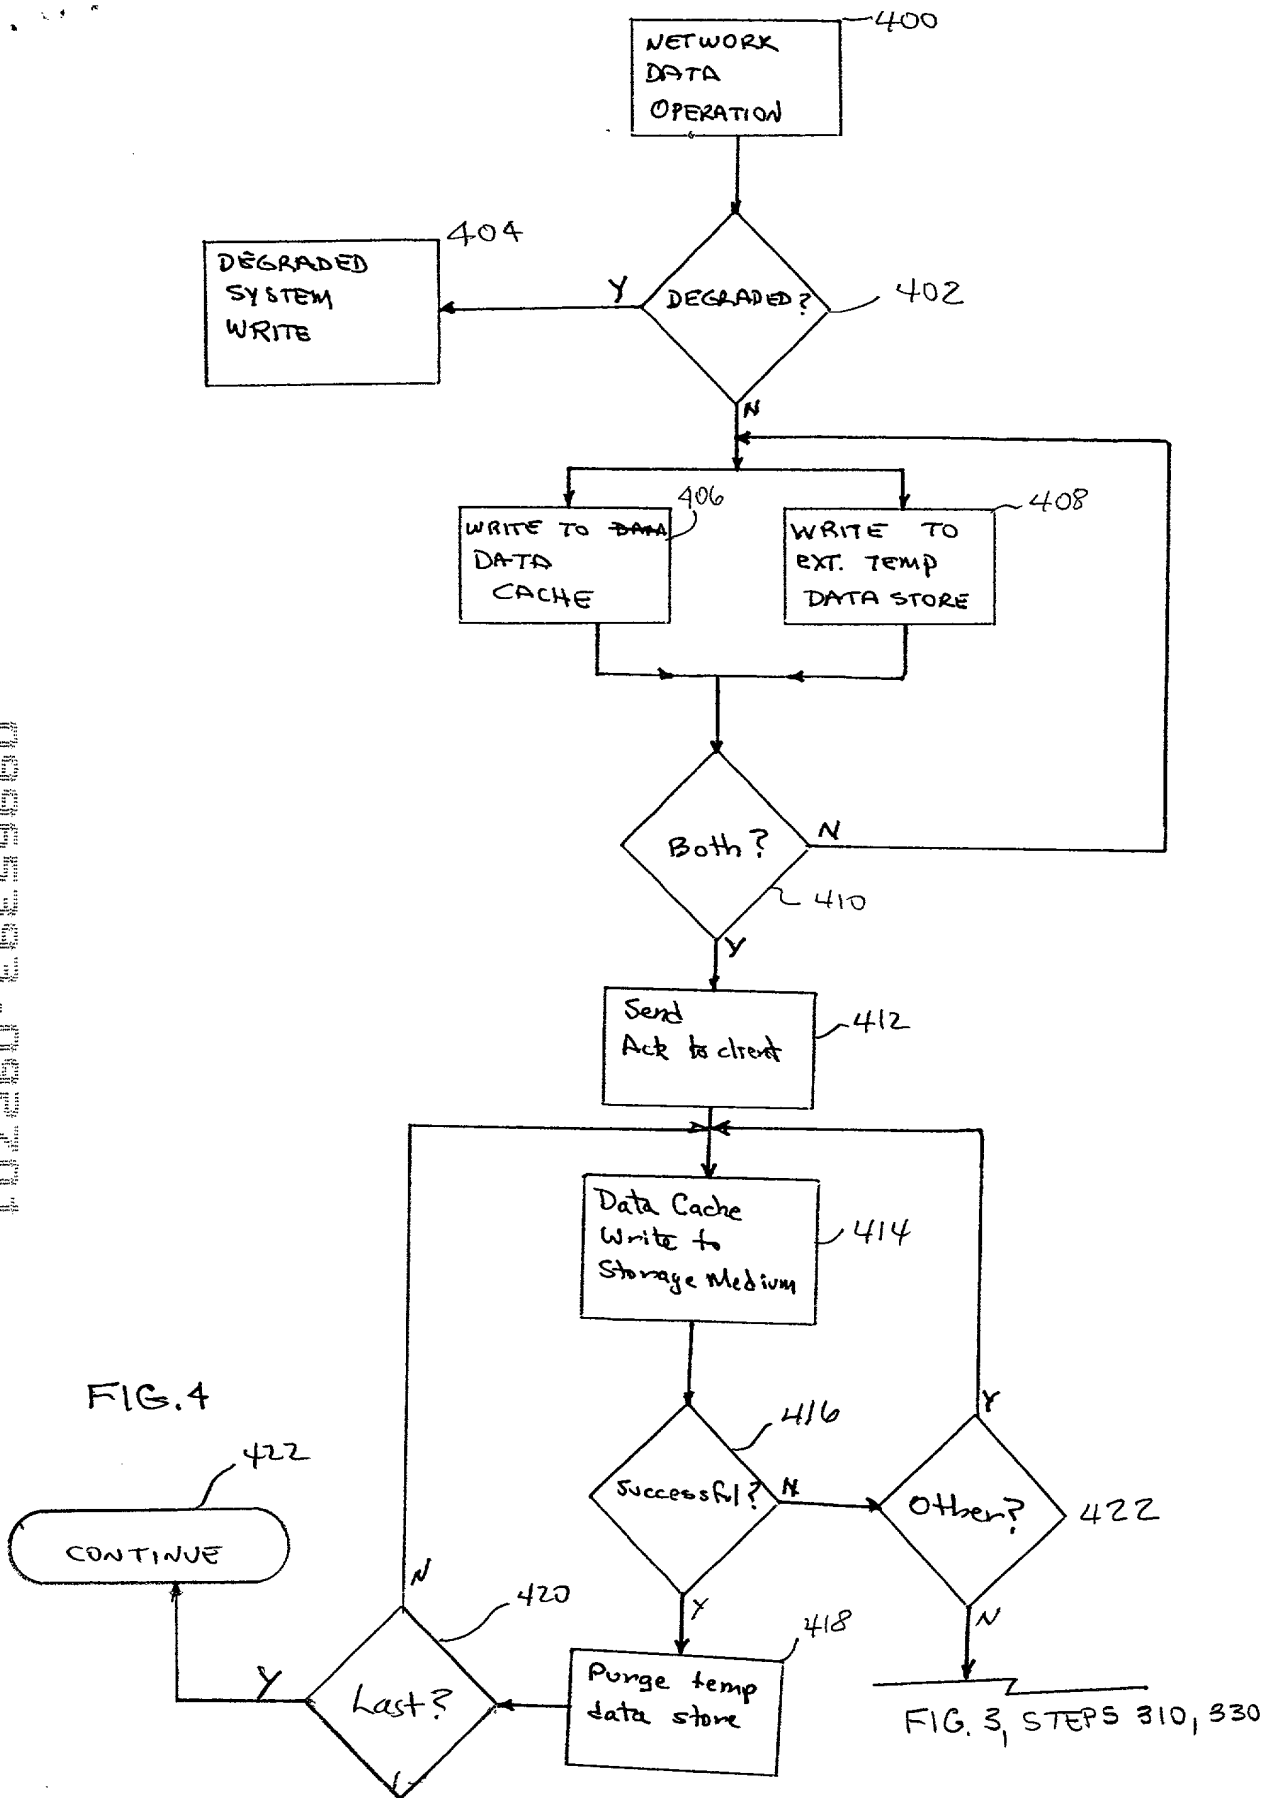 400
NETWORK
DATA
OPERATION
404
DEGRADED
SYSTEM
WRITE
Y
DEGRADED?
402
N
406
WRITE TO DATA
DATA
CACHE
408
WRITE TO
EXT. TEMP
DATA STORE
Both?
N
410
Y
Send
Ack to client
412
Data Cache
Write to
Storage Medium
414
FIG. 4
416
Y
422
Successful?
N
Other?
422
CONTINUE
N
420
Y
N
418
Y
Last?
Purge temp
data store
FIG. 3, STEPS 310, 330